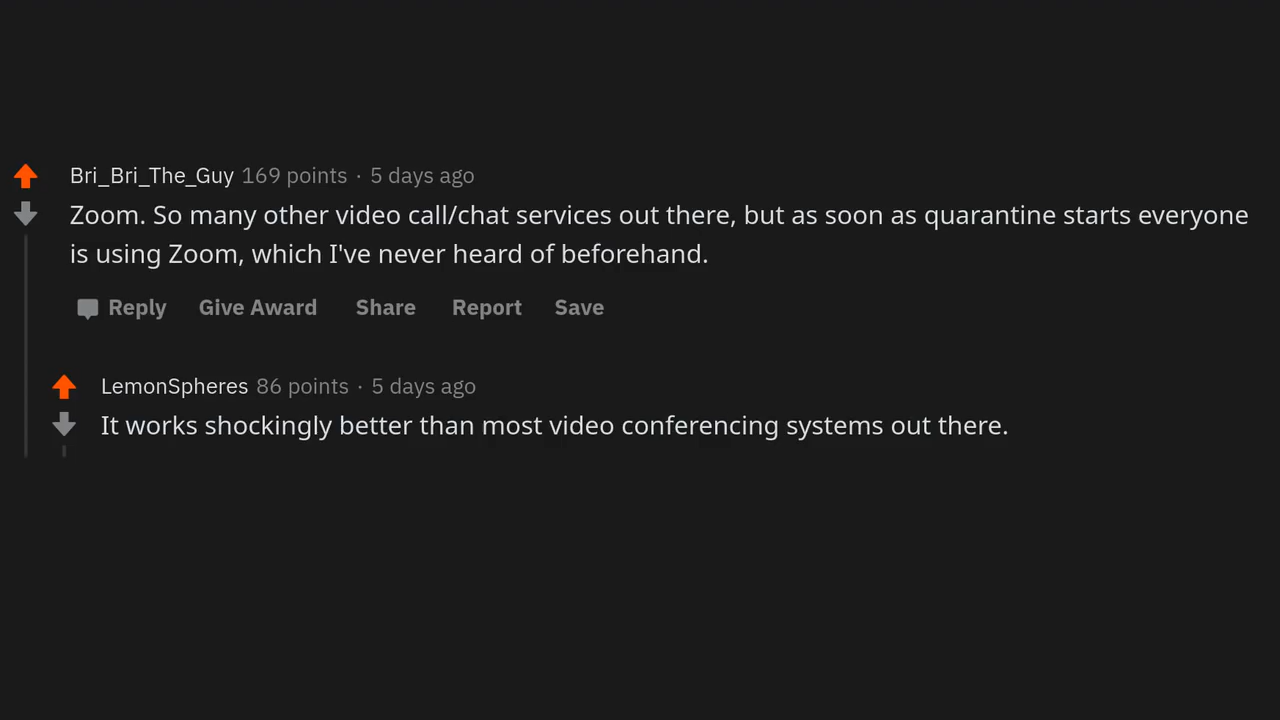 Bri_Bri_The_Guy 169 points · 5 days ago
Zoom. So many other video call/chat services out there, but as soon as quarantine starts everyone
is using Zoom, which I've never heard of beforehand.
Reply Give Award Share Report Save
LemonSpheres 86 points · 5 days ago
It works shockingly better than most video conferencing systems out there.